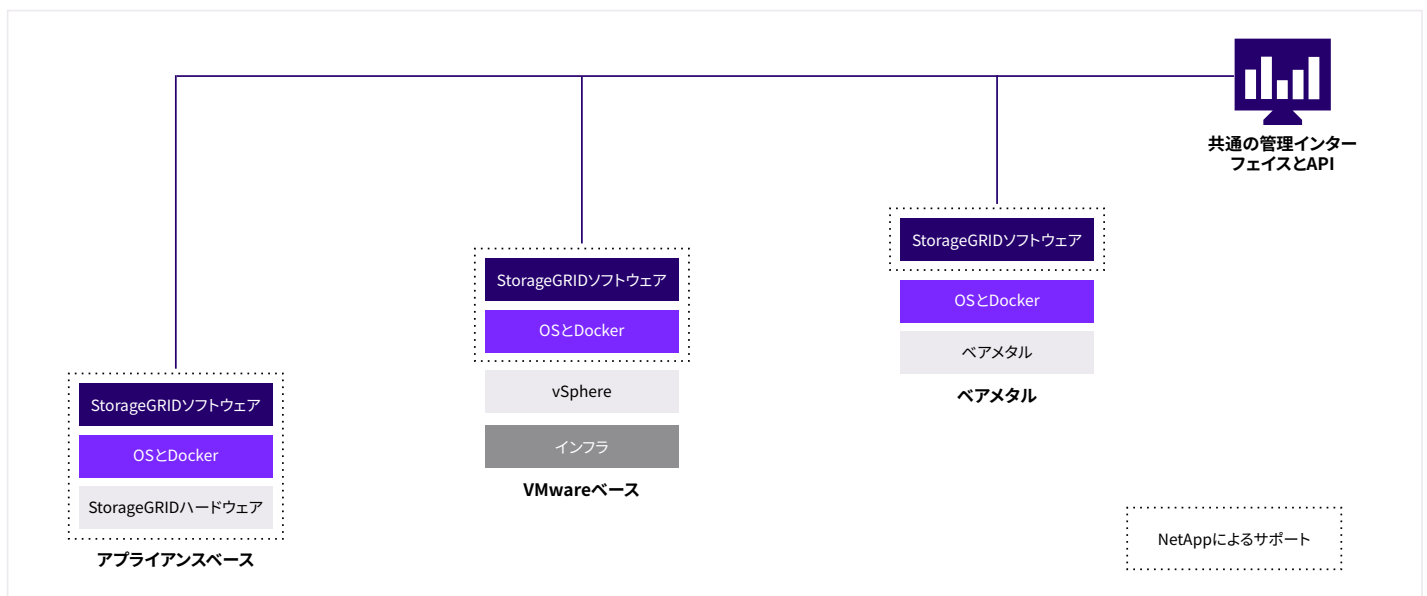 共通の管理インター
フェイスとAPI
StorageGRIDソフトウェア
OSとDocker
StorageGRIDハードウェア
アプライアンスベース
StorageGRIDソフトウェア
OSとDocker
vSphere
インフラ
VMwareベース
StorageGRIDソフトウェア
OSとDocker
ベアメタル
ベアメタル
NetAppによるサポート